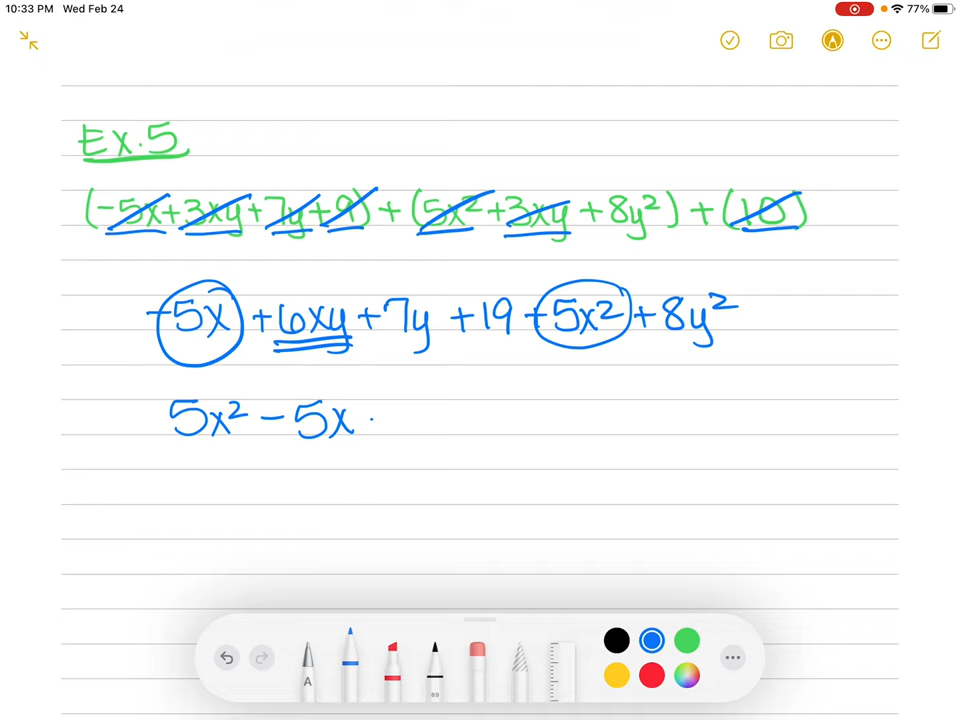 10:33 PM Wed Feb 24 77%
Ex.5
(-5x+3xy+7y+9)+(5x²+3xy+8y²)+(10)
-5x+6xy+7y+19+5x²+8y²
5x²-5x
A 89